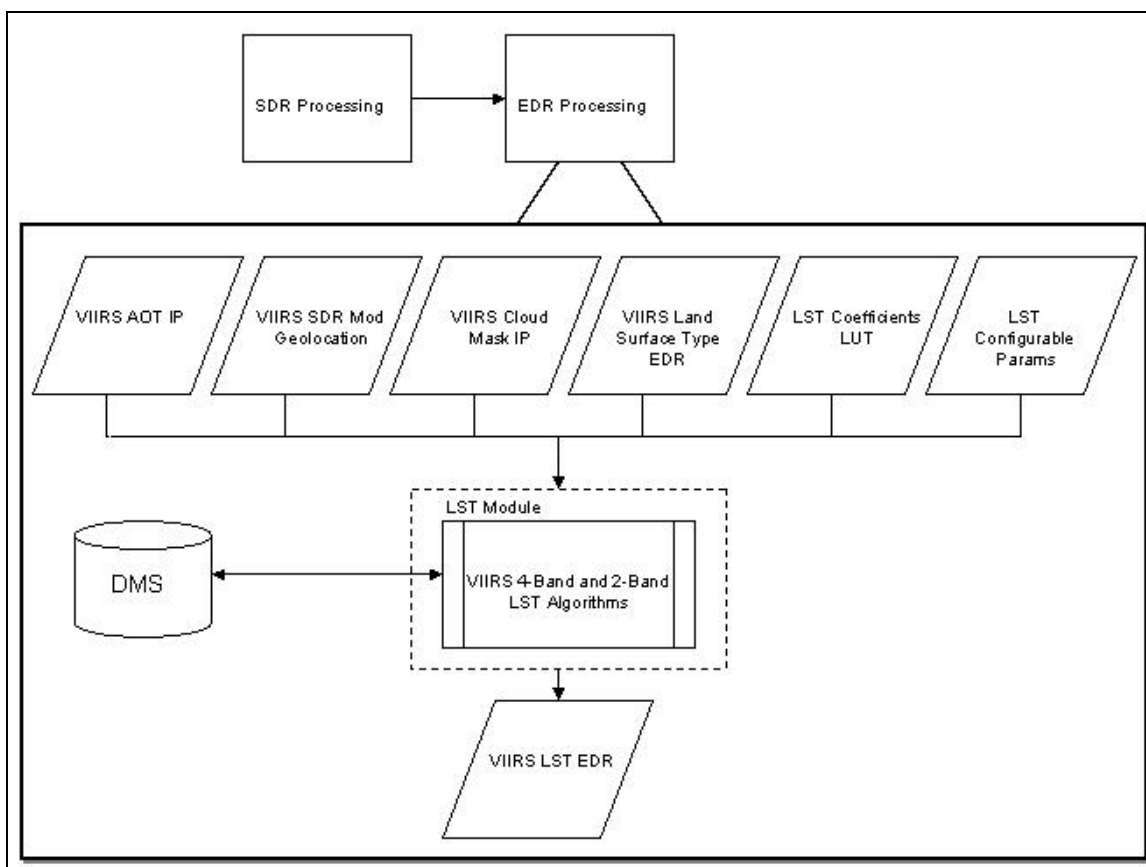 SDR Processing
EDR Processing
VIIRS AOT IP
VIIRS SDR Mod
Geolocation
VIIRS Cloud
Mask IP
VIIRS Land
Surface Type
EDR
LST Coefficients
LUT
LST
Configurable
Params
LST Module
VIIRS 4-Band and 2-Band
LST Algorithms
DMS
VIIRS LST EDR